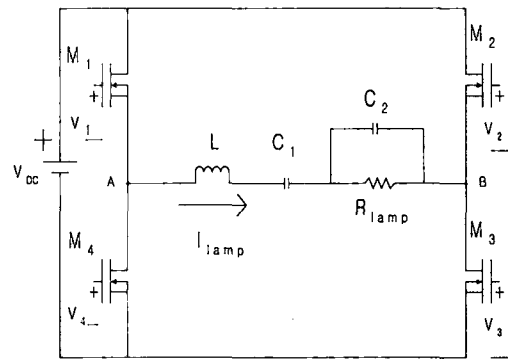 M1
M2
+
V1
+
V2
C2
L
C1
+
VDC
A
B
Ilamp
Rlamp
M4
M3
+
V4
+
V3